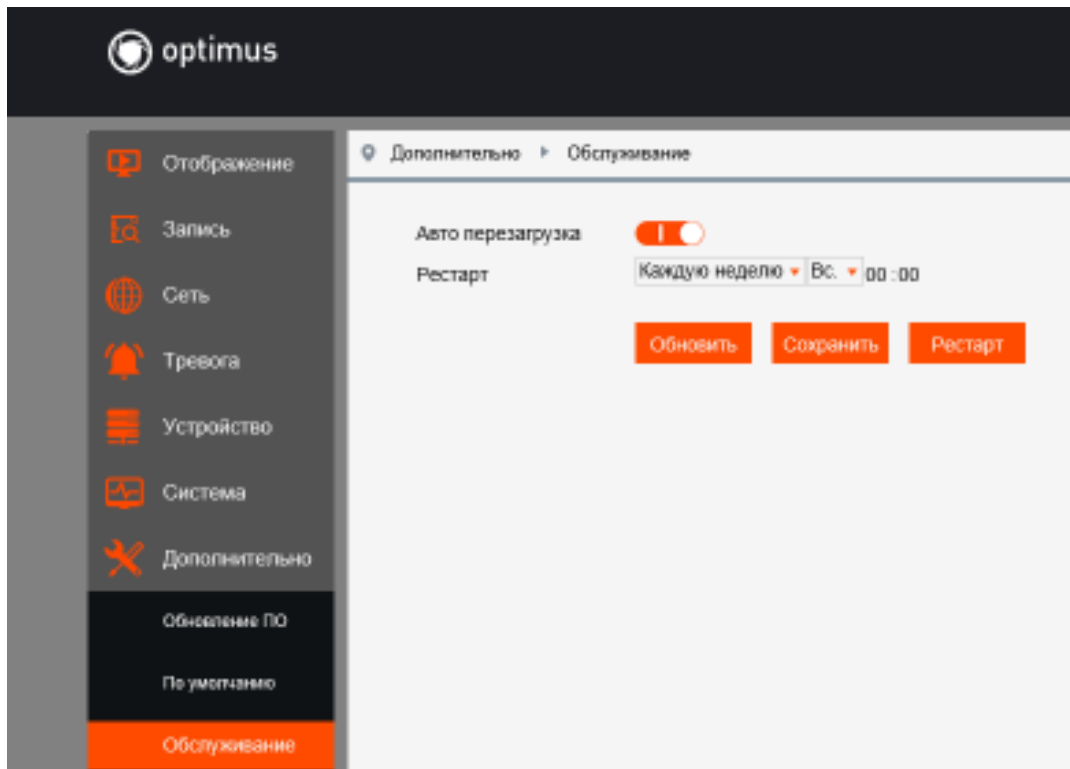 optimus
Отображение
Запись
Сеть
Тревога
Устройство
Система
Дополнительно
Обновление ПО
По умолчанию
Обслуживание
Дополнительно Обслуживание
Авто перезагрузка
Рестарт Каждую неделю Вс. 00 :00
Обновить Сохранить Рестарт